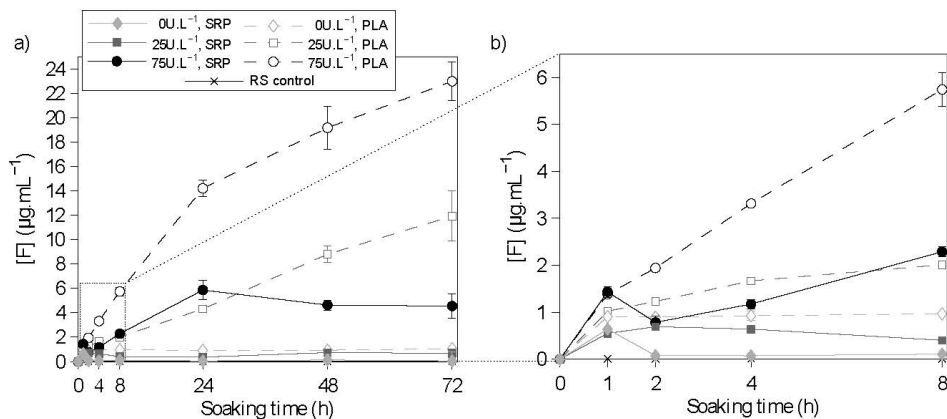 a)
0U.L⁻¹, SRP 0U.L⁻¹, PLA
25U.L⁻¹, SRP 25U.L⁻¹, PLA
75U.L⁻¹, SRP 75U.L⁻¹, PLA
RS control
24
22
20
18
16
14
12
10
8
6
4
2
0
[F] (µg.mL⁻¹)
0 4 8 24 48 72
Soaking time (h)
b)
6
5
4
3
2
1
0
[F] (µg.mL⁻¹)
0 1 2 4 8
Soaking time (h)